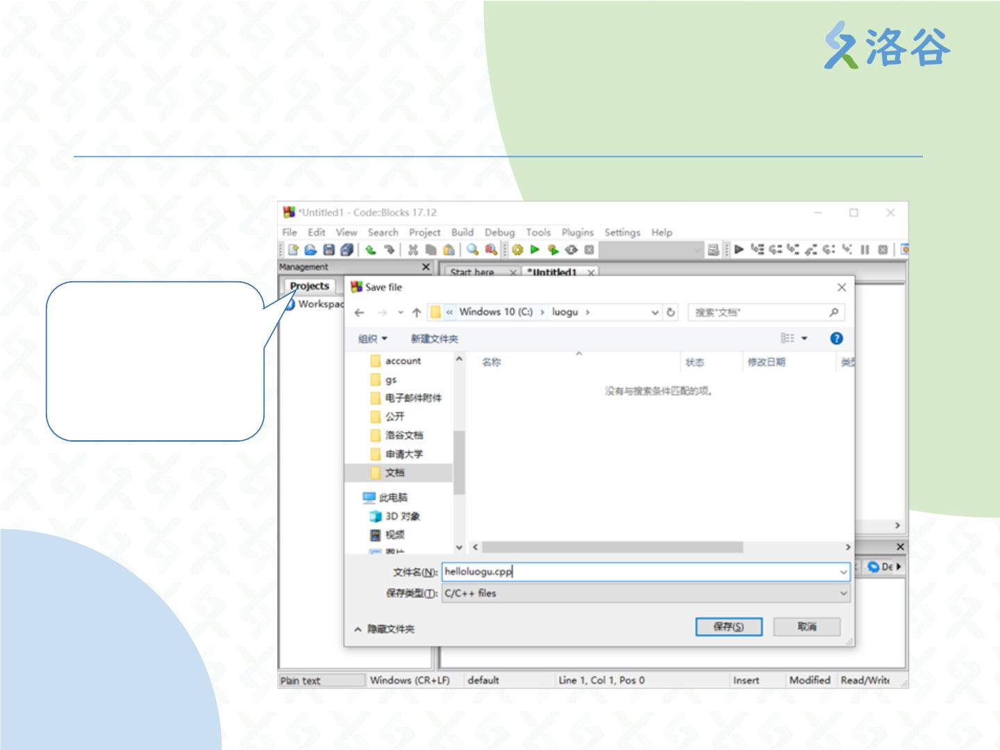 洛谷
*Untitled1 - Code::Blocks 17.12
File Edit View Search Project Build Debug Tools Plugins Settings Help
Management
Start here *Untitled1
Projects
Workspac
Save file
« Windows 10 (C:) › luogu ›
搜索"文档"
组织 新建文件夹
名称 状态 修改日期
account
gs
电子邮件附件
公开
洛谷文档
申请大学
文档
此电脑
3D 对象
视频
没有与搜索条件匹配的项。
De
文件名(N): helloluogu.cpp
保存类型(T): C/C++ files
隐藏文件夹
保存(S) 取消
Plain text Windows (CR+LF) default Line 1, Col 1, Pos 0 Insert Modified Read/Write